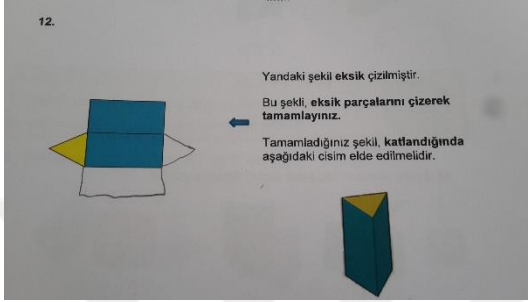 12.
Yandaki şekil eksik çizilmiştir.
Bu şekli, eksik parçalarını çizerek
tamamlayınız.
Tamamladığınız şekil, katlandığında
aşağıdaki cisim elde edilmelidir.